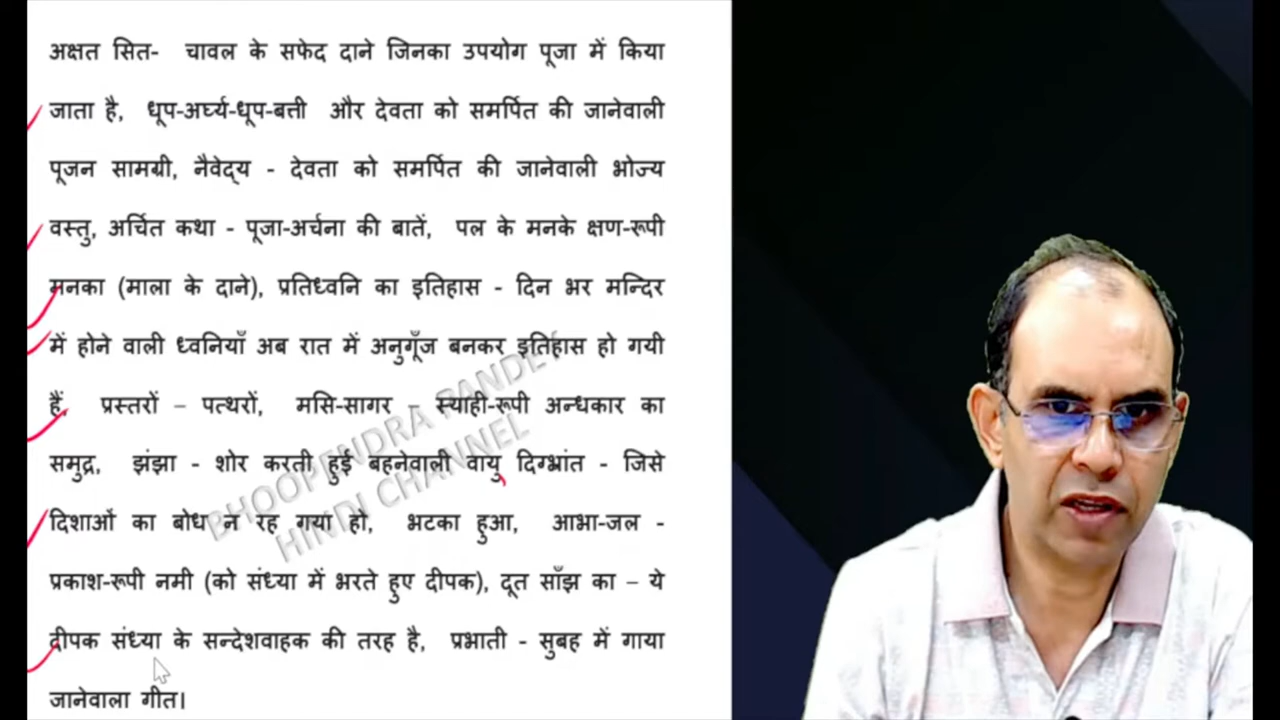 अक्षत सित- चावल के सफेद दाने जिनका उपयोग पूजा में किया
जाता है, धूप-अर्घ्य-धूप-बत्ती और देवता को समर्पित की जानेवाली
पूजन सामग्री, नैवेद्य - देवता को समर्पित की जानेवाली भोज्य
वस्तु, अर्चित कथा - पूजा-अर्चना की बातें, पल के मनके क्षण-रूपी
मनका (माला के दाने), प्रतिध्वनि का इतिहास - दिन भर मन्दिर
में होने वाली ध्वनियाँ अब रात में अनुगूँज बनकर इतिहास हो गयी
हैं, प्रस्तरों – पत्थरों, मसि-सागर – स्याही-रूपी अन्धकार का
समुद्र, झंझा - शोर करती हुई बहनेवाली वायु दिग्भ्रांत - जिसे
दिशाओं का बोध न रह गया हो, भटका हुआ, आभा-जल -
प्रकाश-रूपी नमी (को संध्या में भरते हुए दीपक), दूत साँझ का – ये
दीपक संध्या के सन्देशवाहक की तरह है, प्रभाती - सुबह में गाया
जानेवाला गीत।
BHOOPENDRA PANDEY
HINDI CHANNEL